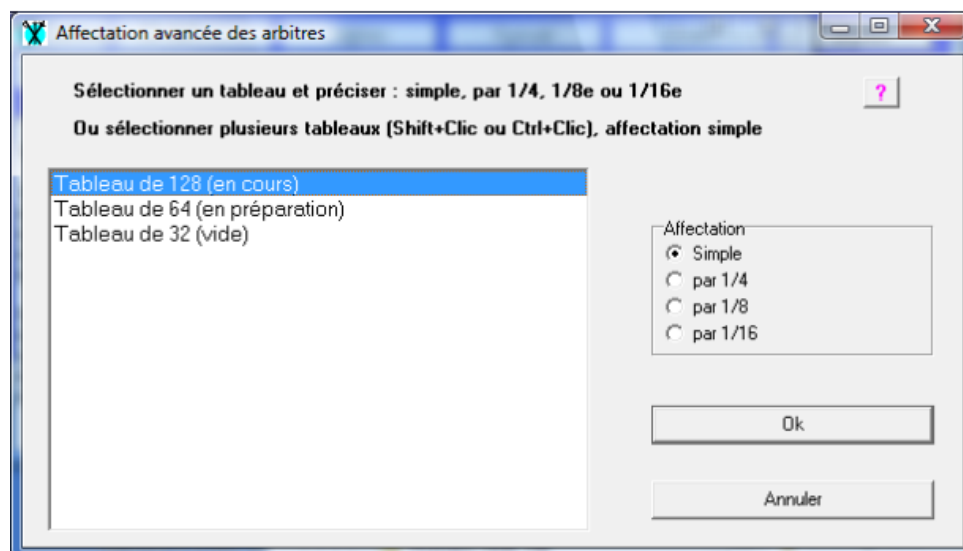 Affectation avancée des arbitres
Sélectionner un tableau et préciser : simple, par 1/4, 1/8e ou 1/16e
?
Ou sélectionner plusieurs tableaux (Shift+Clic ou Ctrl+Clic), affectation simple
Tableau de 128 (en cours)
Tableau de 64 (en préparation)
Tableau de 32 (vide)
Affectation
Simple
par 1/4
par 1/8
par 1/16
Ok
Annuler